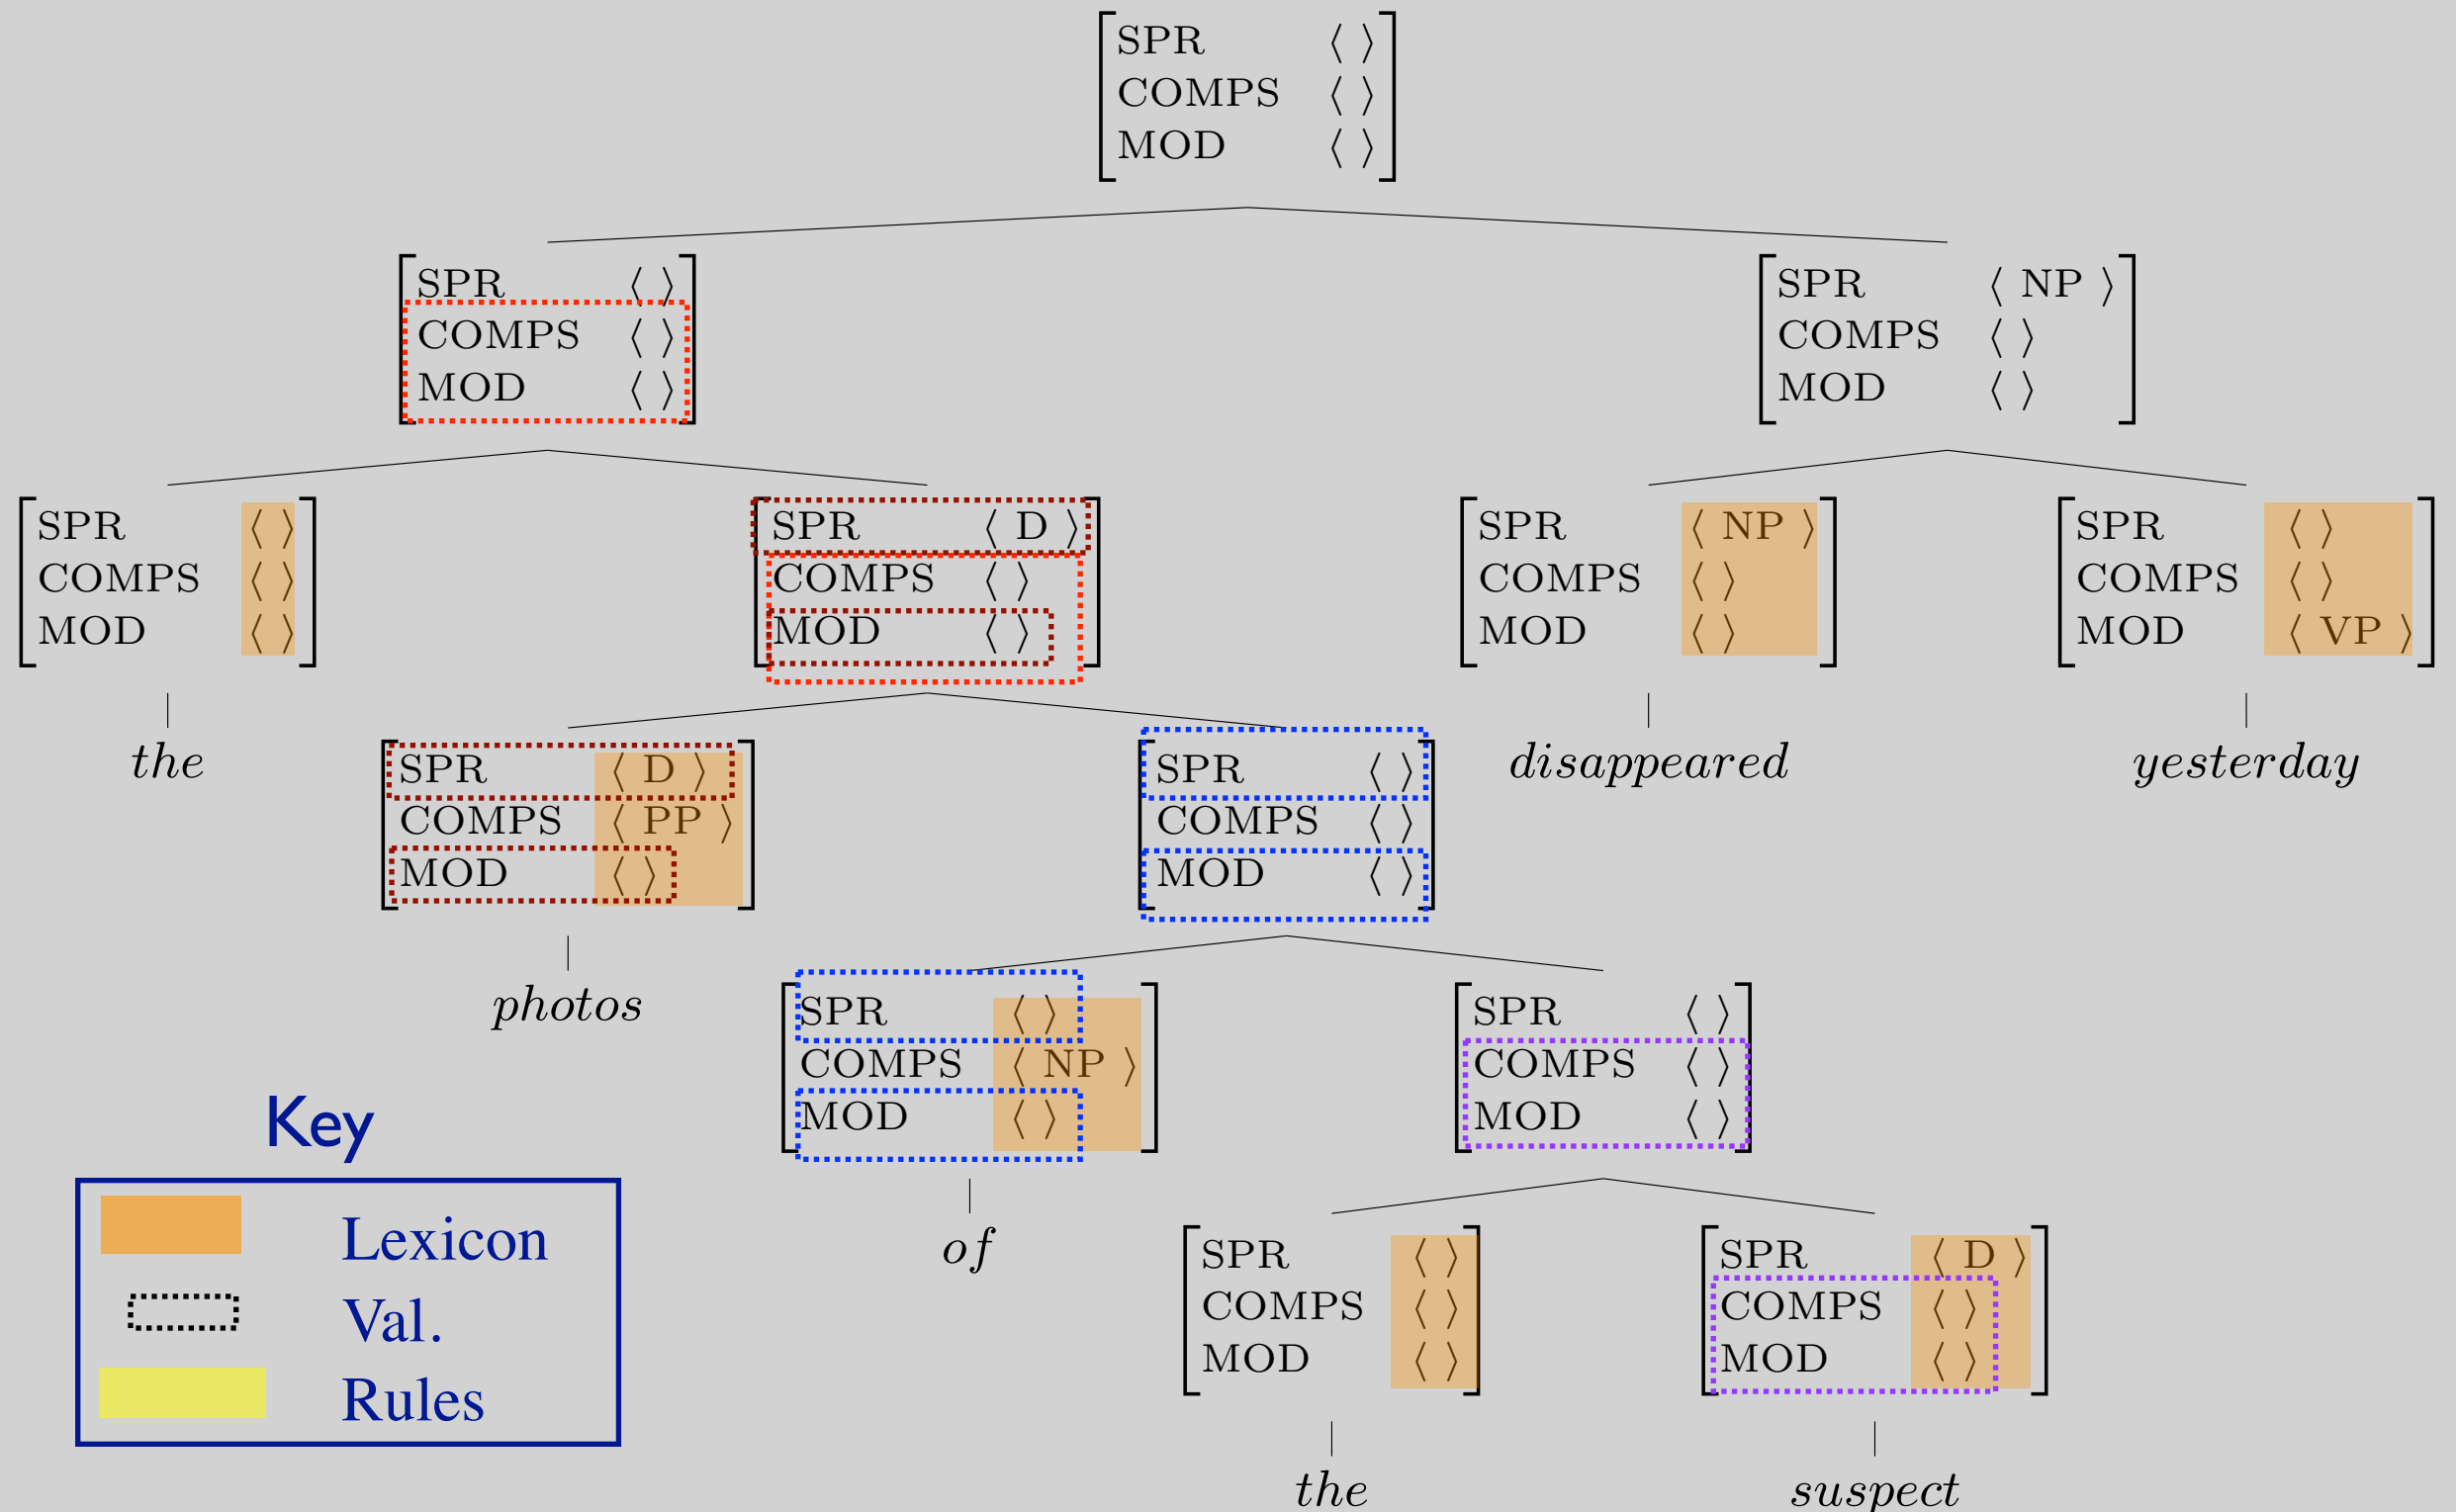 SPR ⟨ ⟩
COMPS ⟨ ⟩
MOD ⟨ ⟩
SPR ⟨ ⟩
COMPS ⟨ ⟩
MOD ⟨ ⟩
SPR ⟨ NP ⟩
COMPS ⟨ ⟩
MOD ⟨ ⟩
SPR ⟨ ⟩
COMPS ⟨ ⟩
MOD ⟨ ⟩
the
SPR ⟨ D ⟩
COMPS ⟨ ⟩
MOD ⟨ ⟩
SPR ⟨ NP ⟩
COMPS ⟨ ⟩
MOD ⟨ ⟩
disappeared
SPR ⟨ ⟩
COMPS ⟨ ⟩
MOD ⟨ VP ⟩
yesterday
SPR ⟨ D ⟩
COMPS ⟨ PP ⟩
MOD ⟨ ⟩
photos
SPR ⟨ ⟩
COMPS ⟨ ⟩
MOD ⟨ ⟩
SPR ⟨ ⟩
COMPS ⟨ NP ⟩
MOD ⟨ ⟩
of
SPR ⟨ ⟩
COMPS ⟨ ⟩
MOD ⟨ ⟩
SPR ⟨ ⟩
COMPS ⟨ ⟩
MOD ⟨ ⟩
the
SPR ⟨ D ⟩
COMPS ⟨ ⟩
MOD ⟨ ⟩
suspect
Key
Lexicon
Val.
Rules